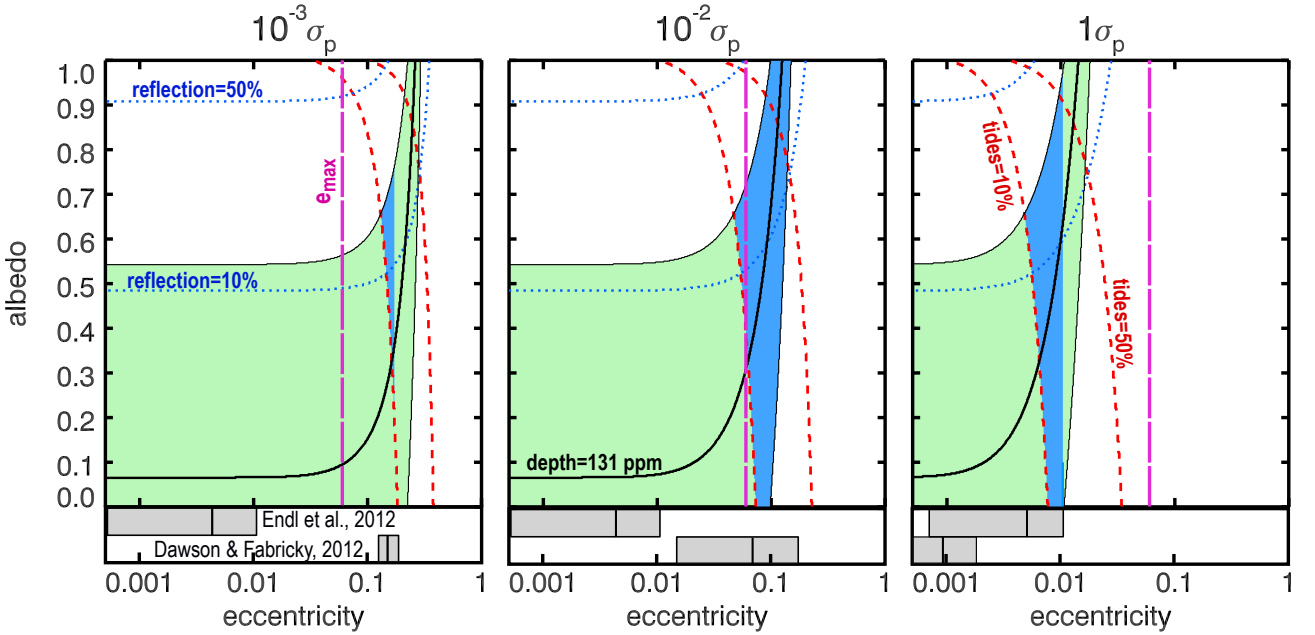 10⁻³σₚ
10⁻²σₚ
1σₚ
albedo
1.0
0.9
0.8
0.7
0.6
0.5
0.4
0.3
0.2
0.1
0.0
reflection=50%
e_max
reflection=10%
depth=131 ppm
tides=10%
tides=50%
Endl et al., 2012
Dawson & Fabricky, 2012
0.001 0.01 0.1 1
0.001 0.01 0.1 1
0.001 0.01 0.1 1
eccentricity
eccentricity
eccentricity